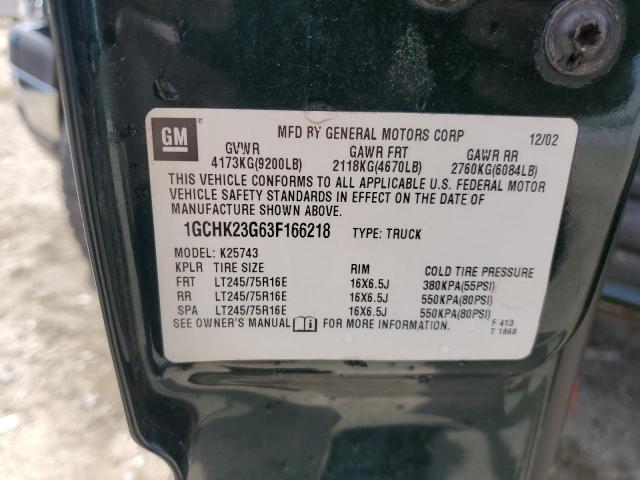 GM
MFD BY GENERAL MOTORS CORP 12/02
GVWR GAWR FRT GAWR RR
4173KG(9200LB) 2118KG(4670LB) 2760KG(6084LB)
THIS VEHICLE CONFORMS TO ALL APPLICABLE U.S. FEDERAL MOTOR
VEHICLE SAFETY STANDARDS IN EFFECT ON THE DATE OF
MANUFACTURE SHOWN ABOVE.
1GCHK23G63F166218 TYPE: TRUCK
MODEL: K25743
KPLR TIRE SIZE RIM COLD TIRE PRESSURE
FRT LT245/75R16E 16X6.5J 380KPA(55PSI)
RR LT245/75R16E 16X6.5J 550KPA(80PSI)
SPA LT245/75R16E 16X6.5J 550KPA(80PSI)
SEE OWNER'S MANUAL FOR MORE INFORMATION.
F 413
T 1868